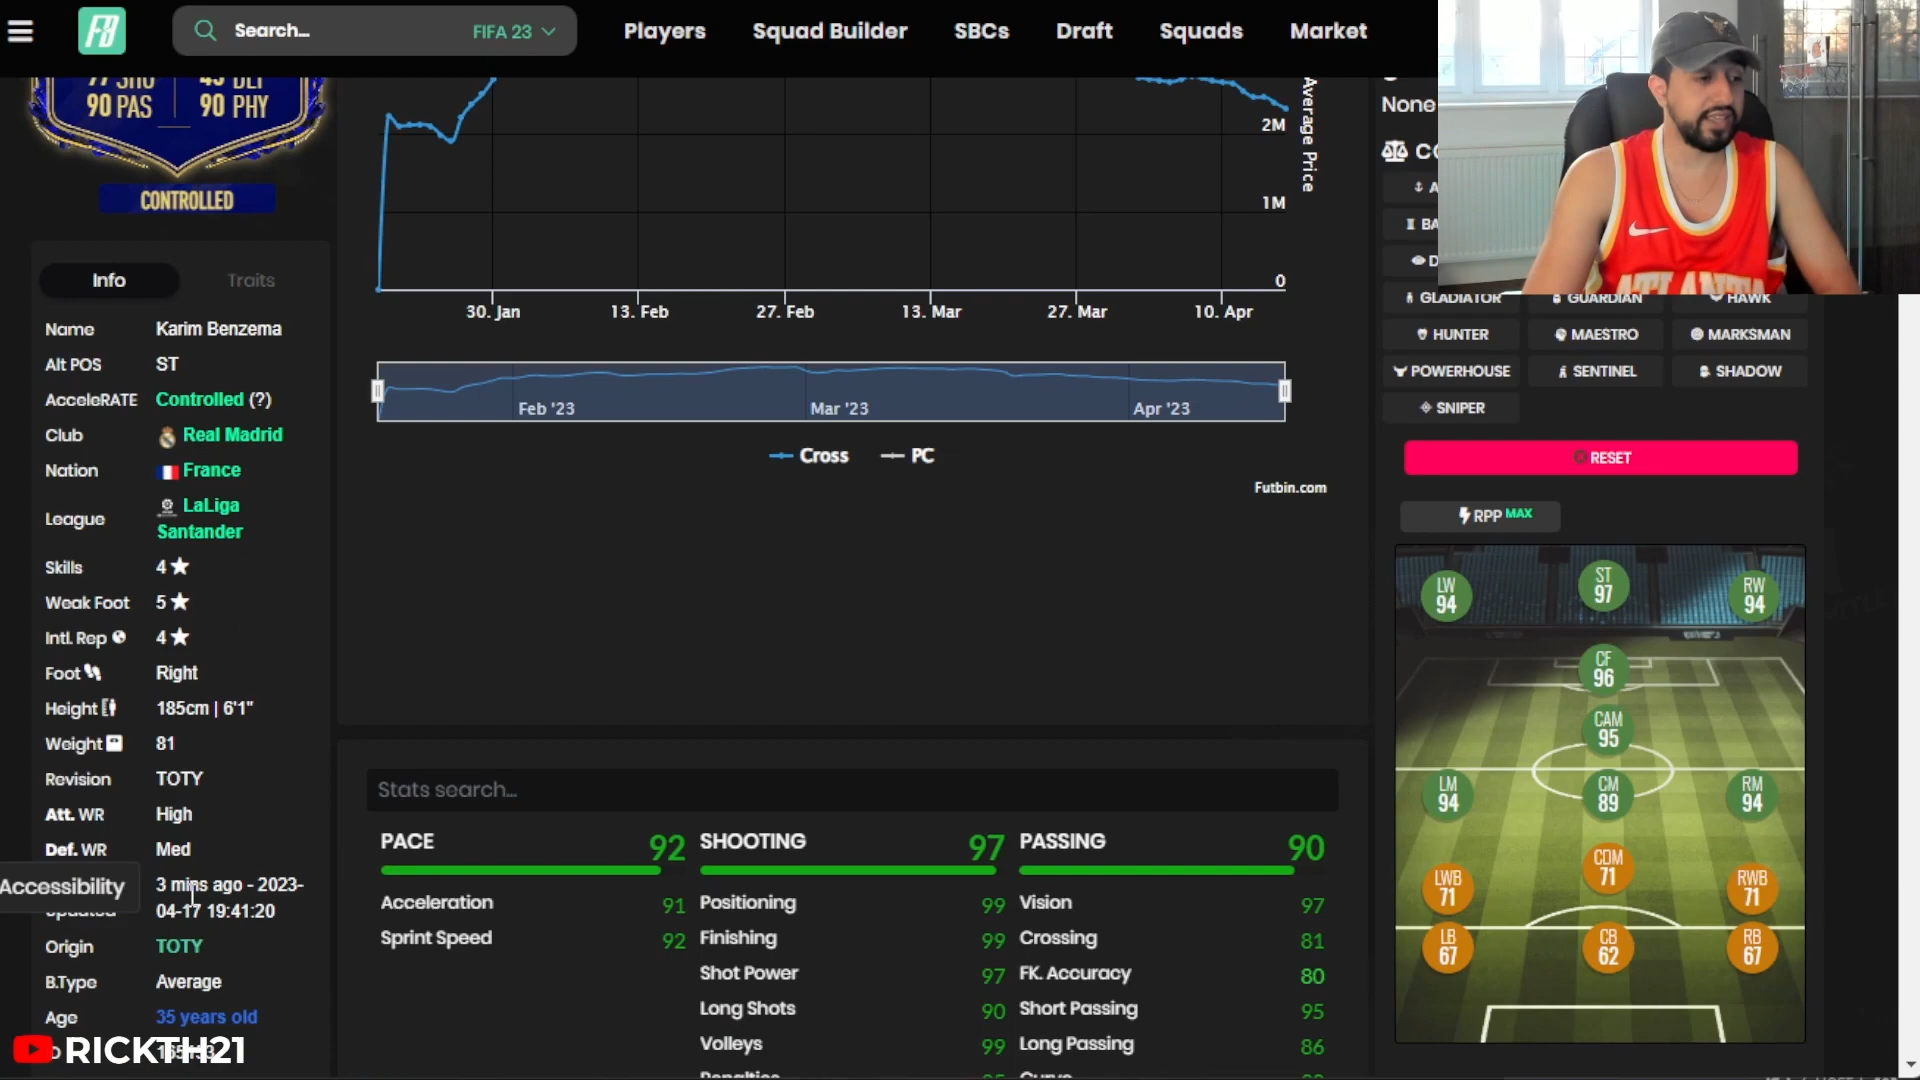 FB
Search...
FIFA 23
Players
Squad Builder
SBCs
Draft
Squads
Market
77 SHO
90 PAS
90 PHY
CONTROLLED
2M
1M
0
Average Price
30. Jan
13. Feb
27. Feb
13. Mar
27. Mar
10. Apr
Feb '23
Mar '23
Apr '23
Cross
PC
Futbin.com
Info
Traits
Name Karim Benzema
Alt POS ST
AcceleRATE Controlled (?)
Club Real Madrid
Nation France
League LaLiga
Santander
Skills 4
Weak Foot 5
Intl. Rep 4
Foot Right
Height 185cm | 6'1"
Weight 81
Revision TOTY
Att. WR High
Def. WR Med
Accessibility
3 mins ago - 2023-
04-17 19:41:20
Origin TOTY
B.Type Average
Age 35 years old
RICKTH21
Stats search...
PACE 92
Acceleration 91
Sprint Speed 92
SHOOTING 97
Positioning 99
Finishing 99
Shot Power 97
Long Shots 90
Volleys 99
Penalties
PASSING 90
Vision 97
Crossing 81
FK. Accuracy 80
Short Passing 95
Long Passing 86
Curve
None
GLADIATOR
GUARDIAN
HAWK
HUNTER
MAESTRO
MARKSMAN
POWERHOUSE
SENTINEL
SHADOW
SNIPER
RESET
RPP MAX
LW
94
ST
97
RW
94
CF
96
CAM
95
LM
94
CM
89
RM
94
LWB
71
CDM
71
RWB
71
LB
67
CB
62
RB
67
ATLANTA